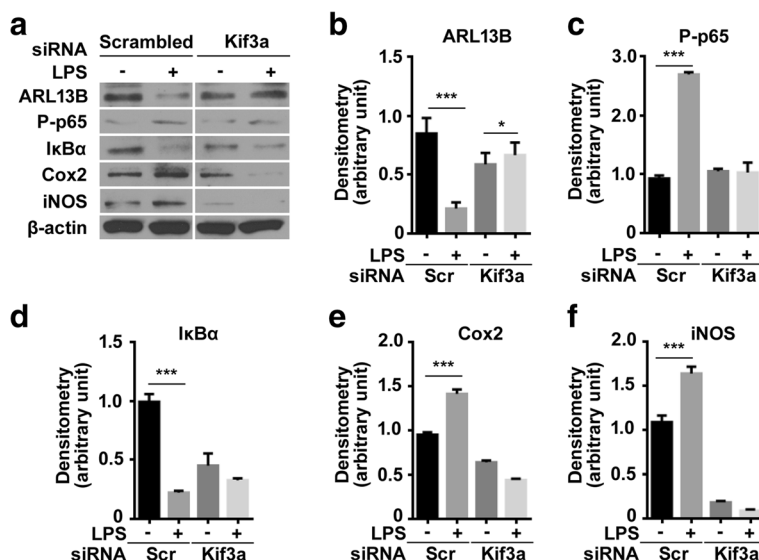 a
siRNA Scrambled Kif3a
LPS - + - +
ARL13B
P-p65
IκBα
Cox2
iNOS
β-actin
b
ARL13B
Densitometry
(arbitrary unit)
1.5
1.0
0.5
0
***
*
LPS - + - +
siRNA Scr Kif3a
c
P-p65
Densitometry
(arbitrary unit)
3.0
2.0
1.0
0.0
***
LPS - + - +
siRNA Scr Kif3a
d
IκBα
Densitometry
(arbitrary unit)
1.5
1.0
0.5
0.0
***
LPS - + - +
siRNA Scr Kif3a
e
Cox2
Densitometry
(arbitrary unit)
2.0
1.5
1.0
0.5
0.0
***
LPS - + - +
siRNA Scr Kif3a
f
iNOS
Densitometry
(arbitrary unit)
2.0
1.5
1.0
0.5
0.0
***
LPS - + - +
siRNA Scr Kif3a